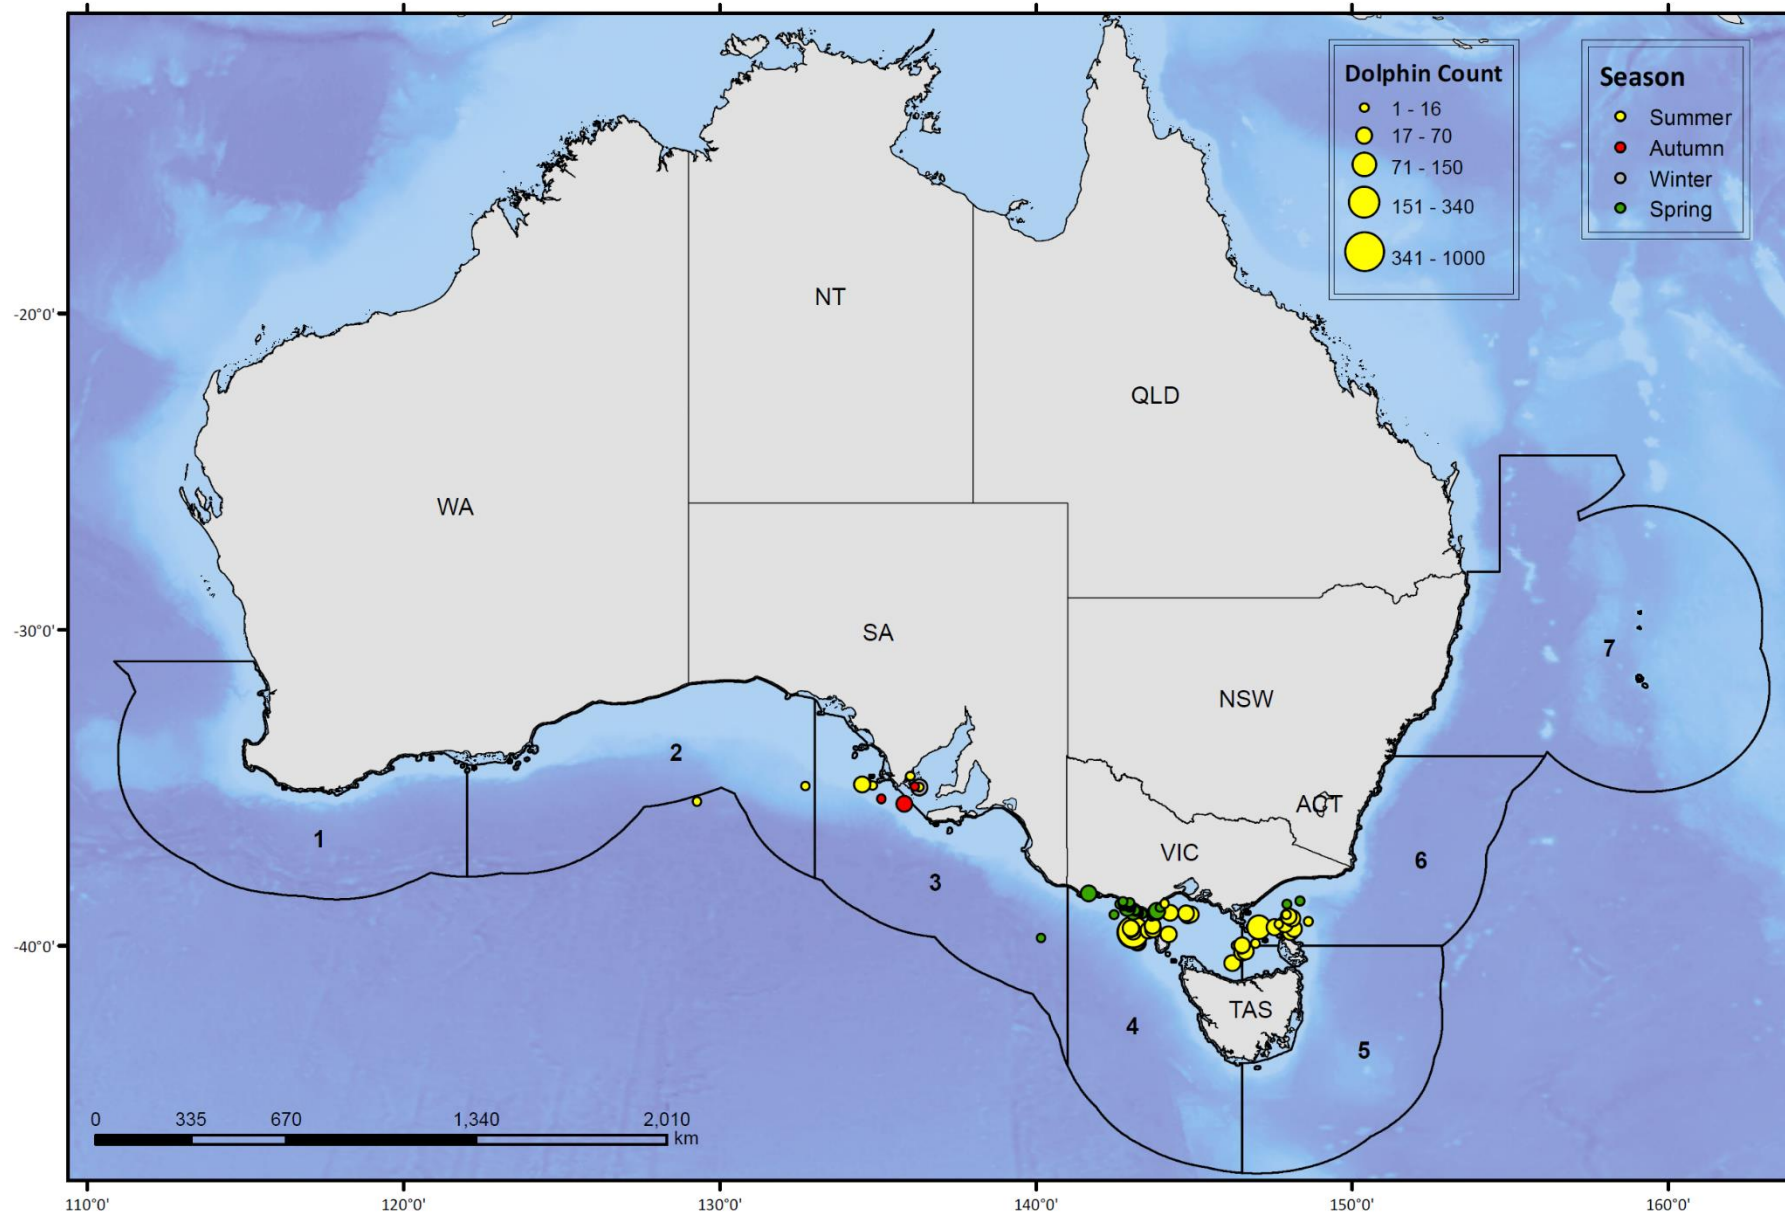 Dolphin Count
1 - 16
17 - 70
71 - 150
151 - 340
341 - 1000
Season
Summer
Autumn
Winter
Spring
NT
QLD
WA
SA
NSW
ACT
VIC
TAS
1
2
3
4
5
6
7
-20°0'
-30°0'
-40°0'
0 335 670 1,340 2,010
km
110°0' 120°0' 130°0' 140°0' 150°0' 160°0'